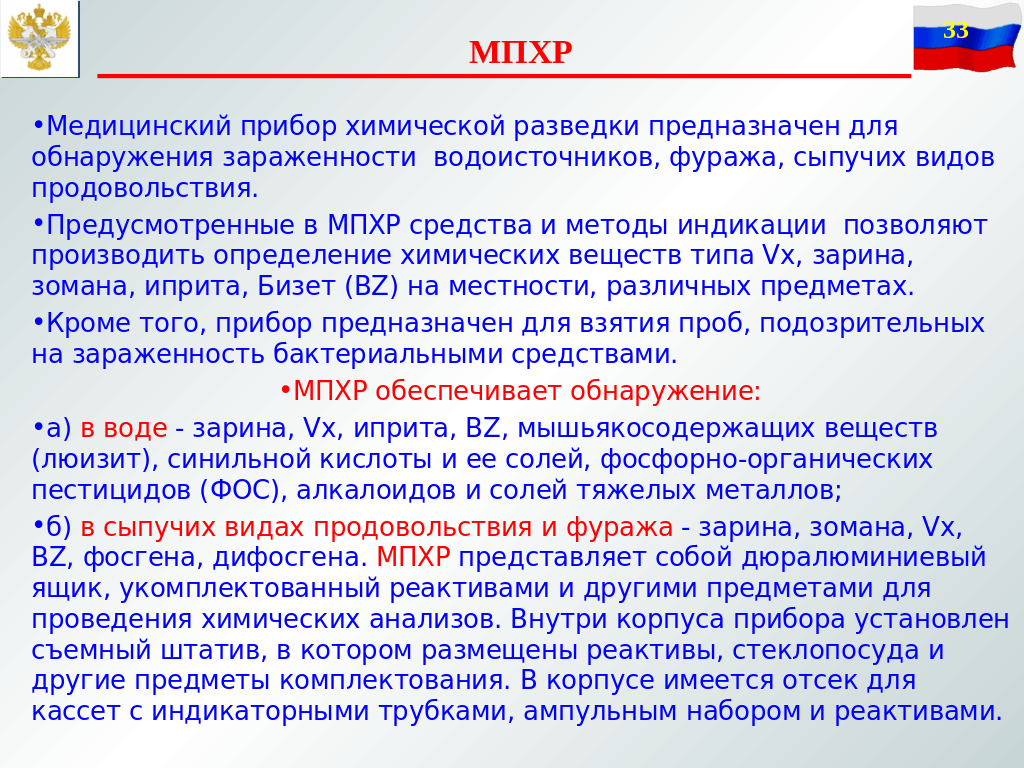 33
МПХР
•Медицинский прибор химической разведки предназначен для
обнаружения зараженности  водоисточников, фуража, сыпучих видов
продовольствия.
•Предусмотренные в МПХР средства и методы индикации  позволяют
производить определение химических веществ типа Vx, зарина,
зомана, иприта, Бизет (BZ) на местности, различных предметах.
•Кроме того, прибор предназначен для взятия проб, подозрительных
на зараженность бактериальными средствами.
•МПХР обеспечивает обнаружение:
•а) в воде - зарина, Vx, иприта, BZ, мышьякосодержащих веществ
(люизит), синильной кислоты и ее солей, фосфорно-органических
пестицидов (ФОС), алкалоидов и солей тяжелых металлов;
•б) в сыпучих видах продовольствия и фуража - зарина, зомана, Vx,
BZ, фосгена, дифосгена. МПХР представляет собой дюралюминиевый
ящик, укомплектованный реактивами и другими предметами для
проведения химических анализов. Внутри корпуса прибора установлен
съемный штатив, в котором размещены реактивы, стеклопосуда и
другие предметы комплектования. В корпусе имеется отсек для
кассет с индикаторными трубками, ампульным набором и реактивами.